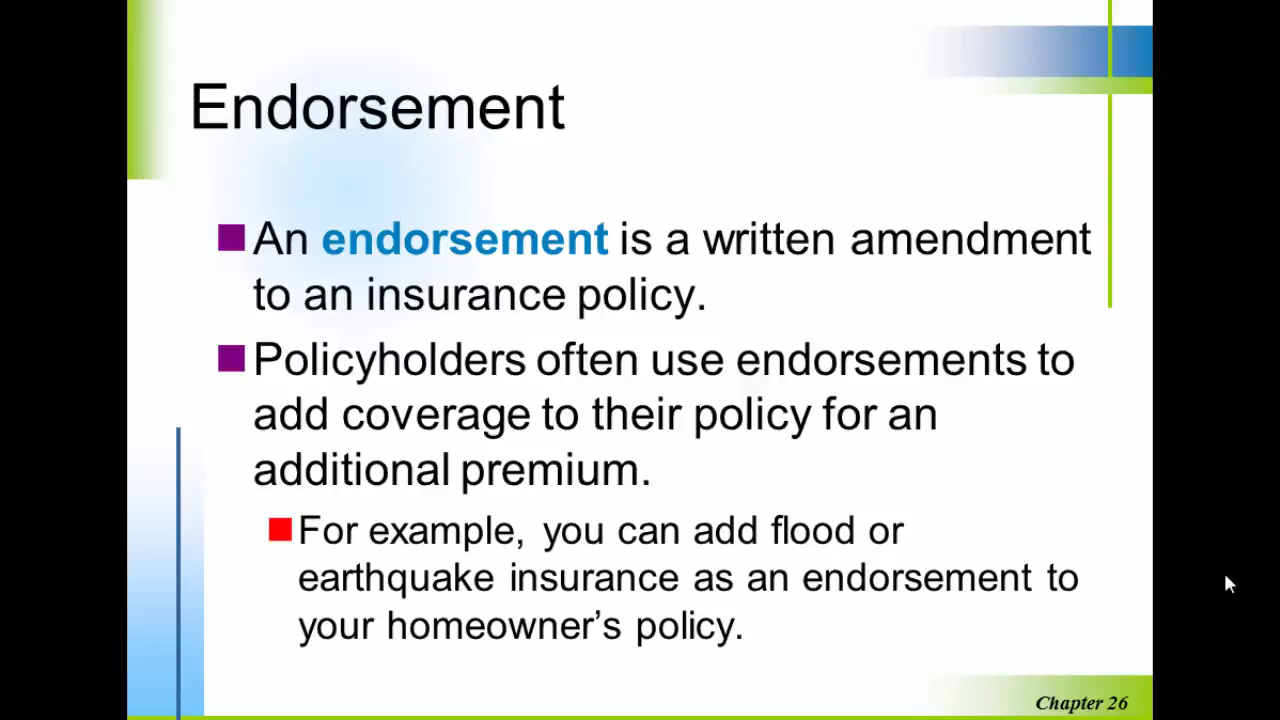 Endorsement
An endorsement is a written amendment
to an insurance policy.
Policyholders often use endorsements to
add coverage to their policy for an
additional premium.
For example, you can add flood or
earthquake insurance as an endorsement to
your homeowner’s policy.
Chapter 26